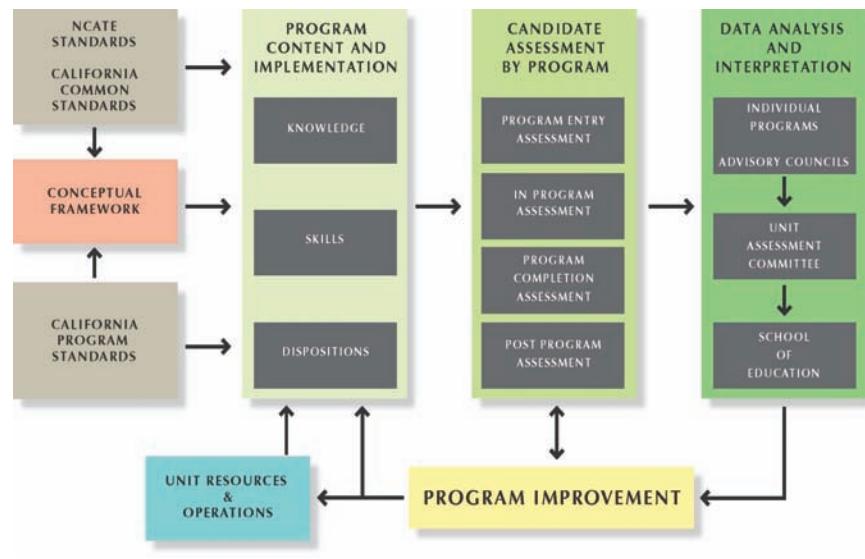 NCATE
STANDARDS
CALIFORNIA
COMMON
STANDARDS
CONCEPTUAL
FRAMEWORK
CALIFORNIA
PROGRAM
STANDARDS
PROGRAM
CONTENT AND
IMPLEMENTATION
KNOWLEDGE
SKILLS
DISPOSITIONS
CANDIDATE
ASSESSMENT
BY PROGRAM
PROGRAM ENTRY
ASSESSMENT
IN PROGRAM
ASSESSMENT
PROGRAM
COMPLETION
ASSESSMENT
POST PROGRAM
ASSESSMENT
DATA ANALYSIS
AND
INTERPRETATION
INDIVIDUAL
PROGRAMS
ADVISORY COUNCILS
UNIT
ASSESSMENT
COMMITTEE
SCHOOL
OF
EDUCATION
UNIT RESOURCES
&
OPERATIONS
PROGRAM IMPROVEMENT